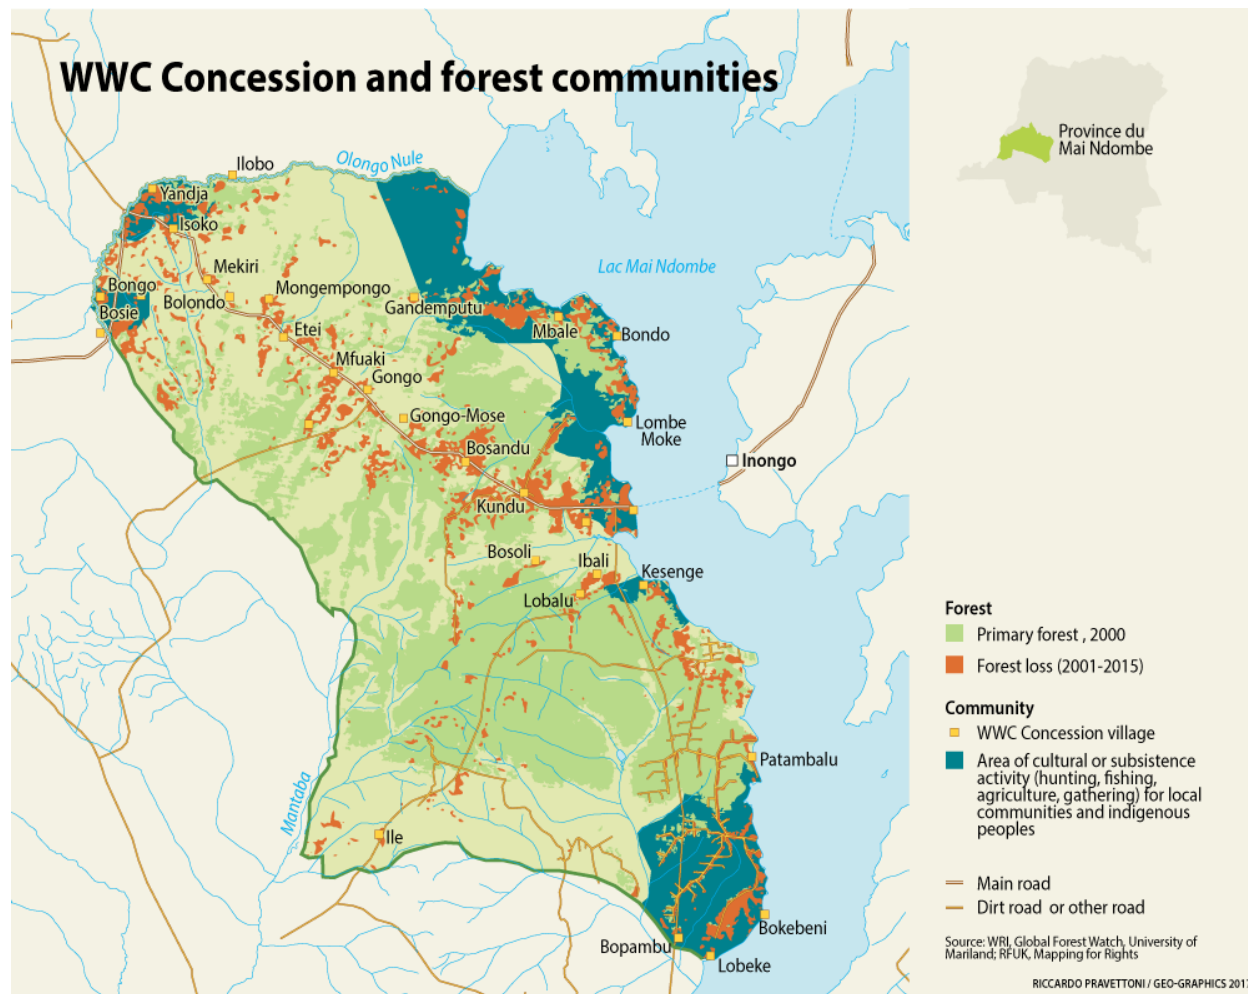 WWC Concession and forest communities
Province du
Mai Ndombe
Ilobo
Olongo Nule
Yandja
Isoko
Lac Mai Ndombe
Mekiri
Bongo
Bolondo
Mongempongo
Gandemputu
Bosie
Etei
Mbale
Bondo
Mfuaki
Gongo
Gongo-Mose
Lombe
Moke
Bosandu
Inongo
Kundu
Bosoli
Ibali
Kesenge
Lobalu
Patambalu
Mantaba
Ile
Bokebeni
Bopambu
Lobeke
Forest
Primary forest , 2000
Forest loss (2001-2015)
Community
WWC Concession village
Area of cultural or subsistence
activity (hunting, fishing,
agriculture, gathering) for local
communities and indigenous
peoples
Main road
Dirt road or other road
Source: WRI, Global Forest Watch, University of
Mariland; RFUK, Mapping for Rights
RICCARDO PRAVETTONI / GEO-GRAPHICS